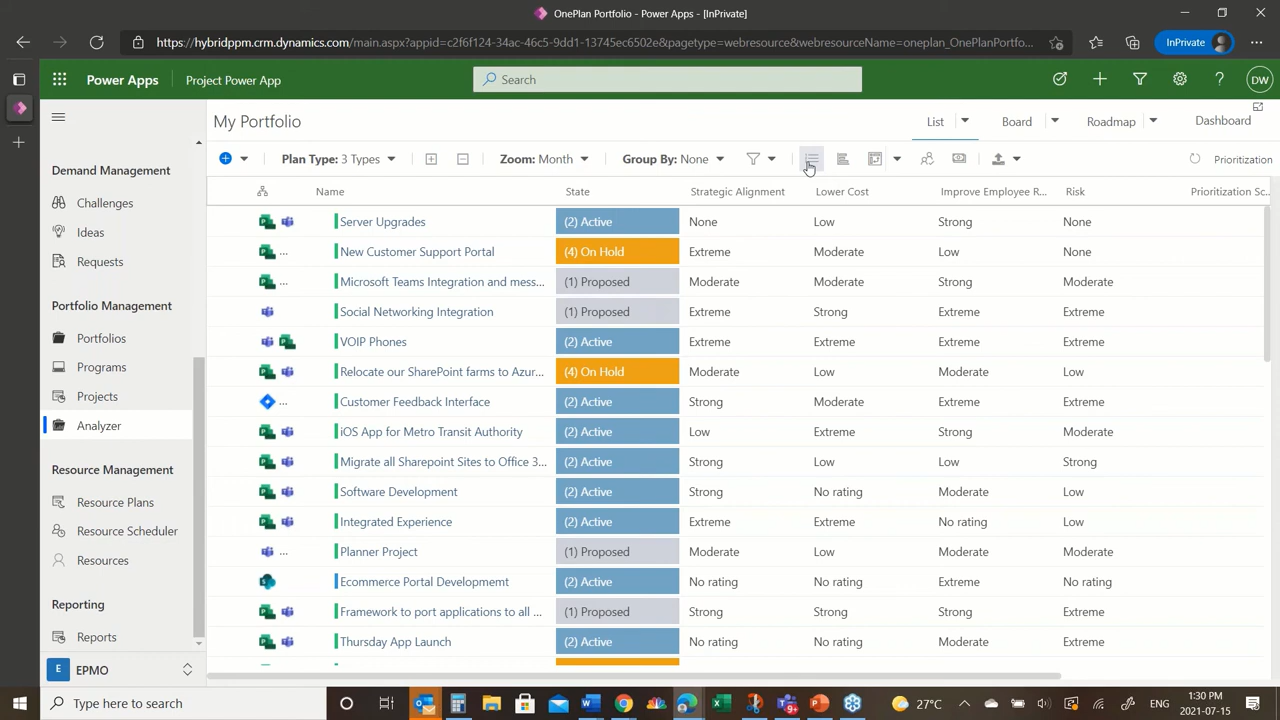 OnePlan Portfolio - Power Apps - [InPrivate]
https://hybridppm.crm.dynamics.com/main.aspx?appid=c2f6f124-34ac-46c5-9dd1-13745ec6502e&pagetype=webresource&webresourceName=oneplan_OnePlanPortfo...
InPrivate
Power Apps
Project Power App
Search
DW
My Portfolio
List
Board
Roadmap
Dashboard
Plan Type: 3 Types
Zoom: Month
Group By: None
Prioritization
Demand Management
Challenges
Ideas
Requests
Portfolio Management
Portfolios
Programs
Projects
Analyzer
Resource Management
Resource Plans
Resource Scheduler
Resources
Reporting
Reports
E EPMO
Name State Strategic Alignment Lower Cost Improve Employee R... Risk Prioritization Sc...
Server Upgrades (2) Active None Low Strong None
... New Customer Support Portal (4) On Hold Extreme Moderate Low None
... Microsoft Teams Integration and mess... (1) Proposed Moderate Moderate Strong Moderate
Social Networking Integration (1) Proposed Extreme Strong Extreme Extreme
VOIP Phones (2) Active Extreme Extreme Extreme Extreme
Relocate our SharePoint farms to Azur... (4) On Hold Moderate Low Moderate Low
... Customer Feedback Interface (2) Active Strong Moderate Extreme Extreme
iOS App for Metro Transit Authority (2) Active Low Extreme Strong Moderate
Migrate all Sharepoint Sites to Office 3... (2) Active Strong Low Low Strong
Software Development (2) Active Strong No rating Moderate Low
Integrated Experience (2) Active Extreme Extreme No rating Low
... Planner Project (1) Proposed Moderate Low Moderate Moderate
Ecommerce Portal Developmemt (2) Active No rating No rating Extreme No rating
Framework to port applications to all ... (1) Proposed Strong Strong Strong Extreme
Thursday App Launch (2) Active No rating No rating Moderate Extreme
Type here to search
27°C
ENG
1:30 PM
2021-07-15